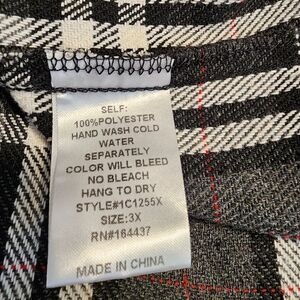 SELF:
100%POLYESTER
HAND WASH COLD
WATER
SEPARATELY
COLOR WILL BLEED
NO BLEACH
HANG TO DRY
STYLE#1C1255X
SIZE:3X
RN#164437
MADE IN CHINA